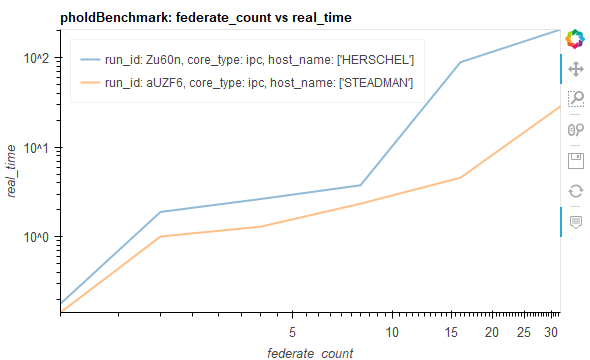 pholdBenchmark: federate_count vs real_time
run_id: Zu60n, core_type: ipc, host_name: ['HERSCHEL']
run_id: aUZF6, core_type: ipc, host_name: ['STEADMAN']
10^2
10^1
10^0
real_time
5 10 15 20 25 30
federate_count